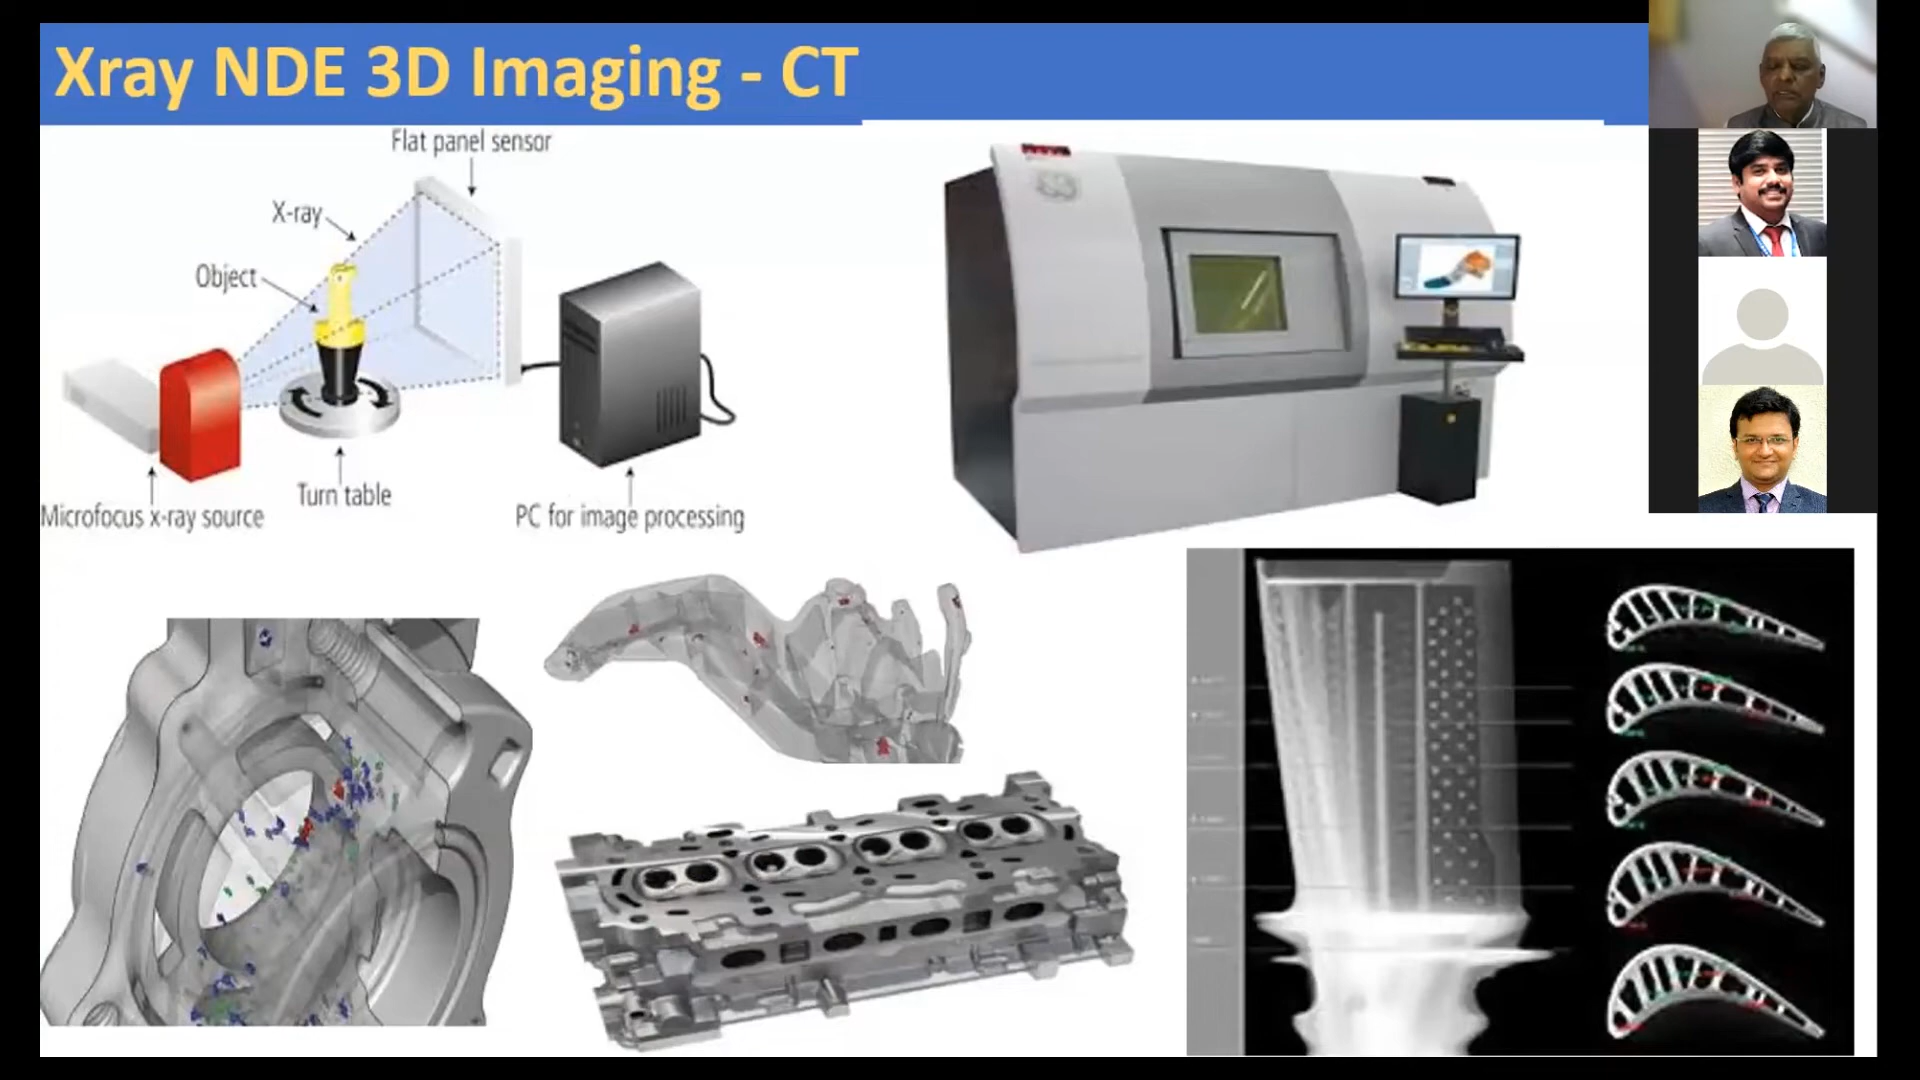 Xray NDE 3D Imaging - CT
Flat panel sensor
X-ray
Object
Turn table
Microfocus x-ray source
PC for image processing